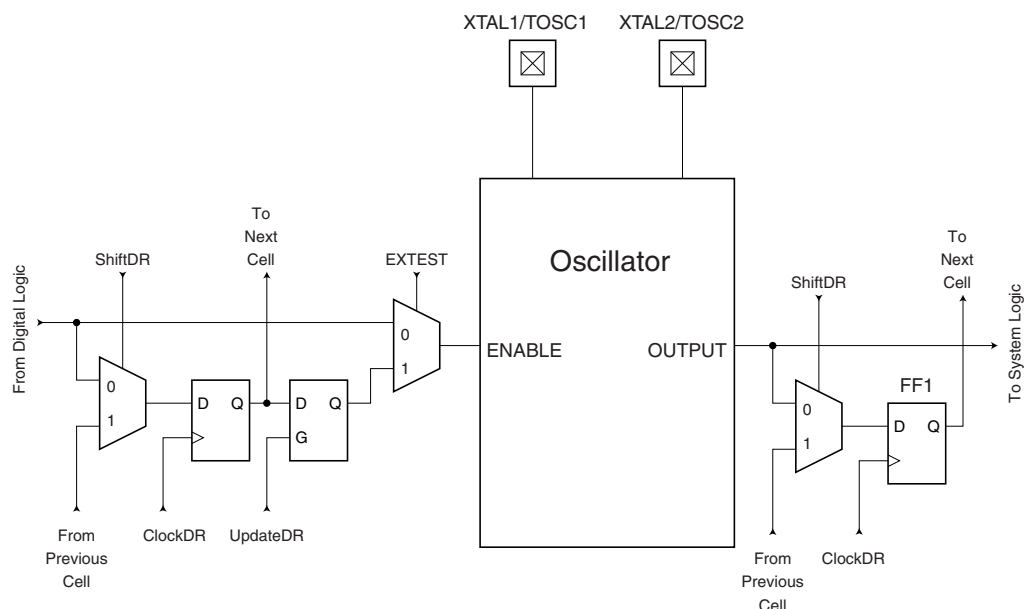 XTAL1/TOSC1
XTAL2/TOSC2
To
Next
Cell
ShiftDR
EXTEST
From Digital Logic
0
1
D Q
D Q
G
0
1
From
Previous
Cell
ClockDR
UpdateDR
Oscillator
ENABLE
OUTPUT
To
Next
Cell
ShiftDR
To System Logic
0
1
FF1
D Q
From
Previous
Cell
ClockDR